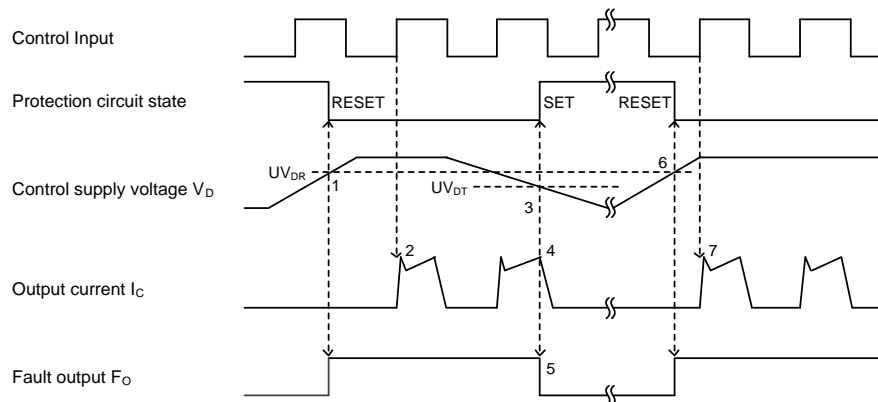 Control Input
Protection circuit state
RESET
SET
RESET
Control supply voltage VD
UVDR
1
UVDT
3
6
Output current IC
2
4
7
Fault output FO
5